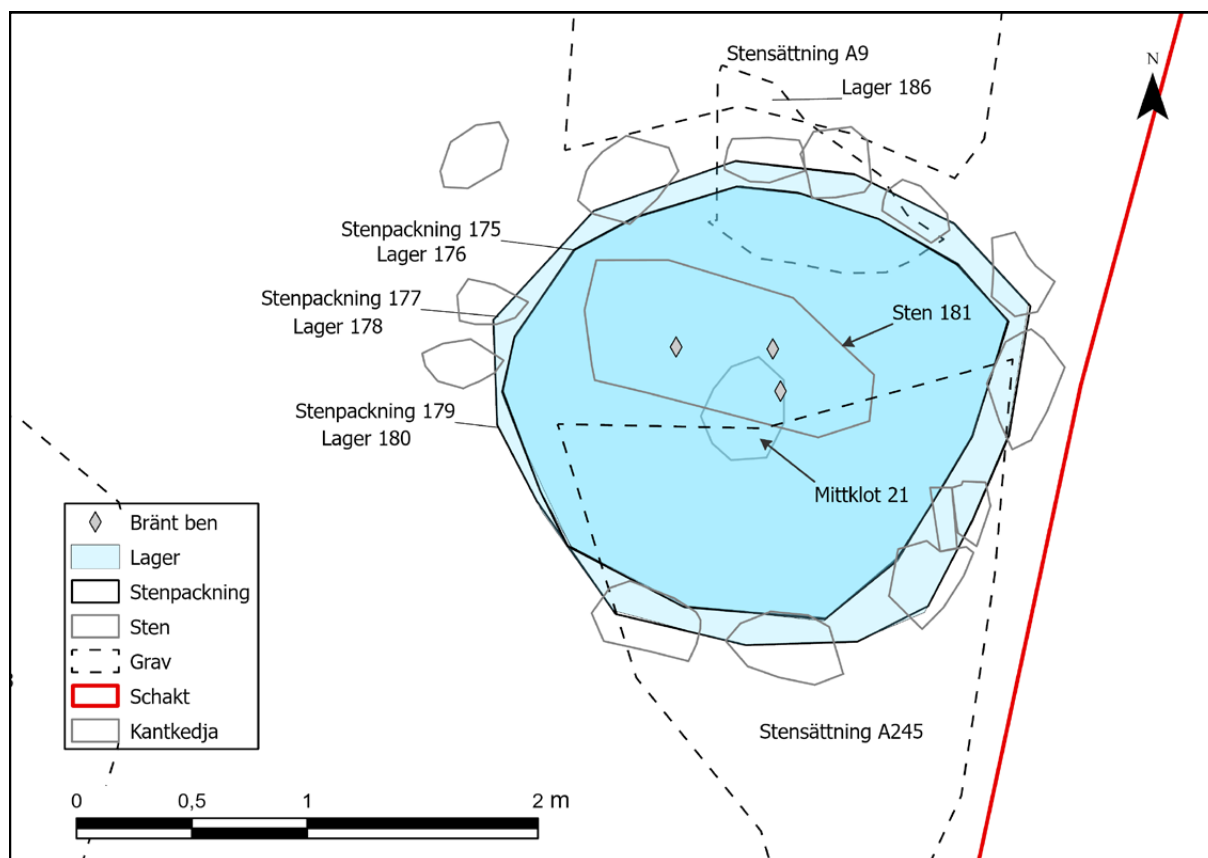 Stensättning A9
Lager 186
N
Stenpackning 175
Lager 176
Stenpackning 177
Lager 178
Sten 181
Stenpackning 179
Lager 180
Mittklot 21
Bränt ben
Lager
Stenpackning
Sten
Grav
Schakt
Kantkedja
Stensättning A245
0 0,5 1 2 m